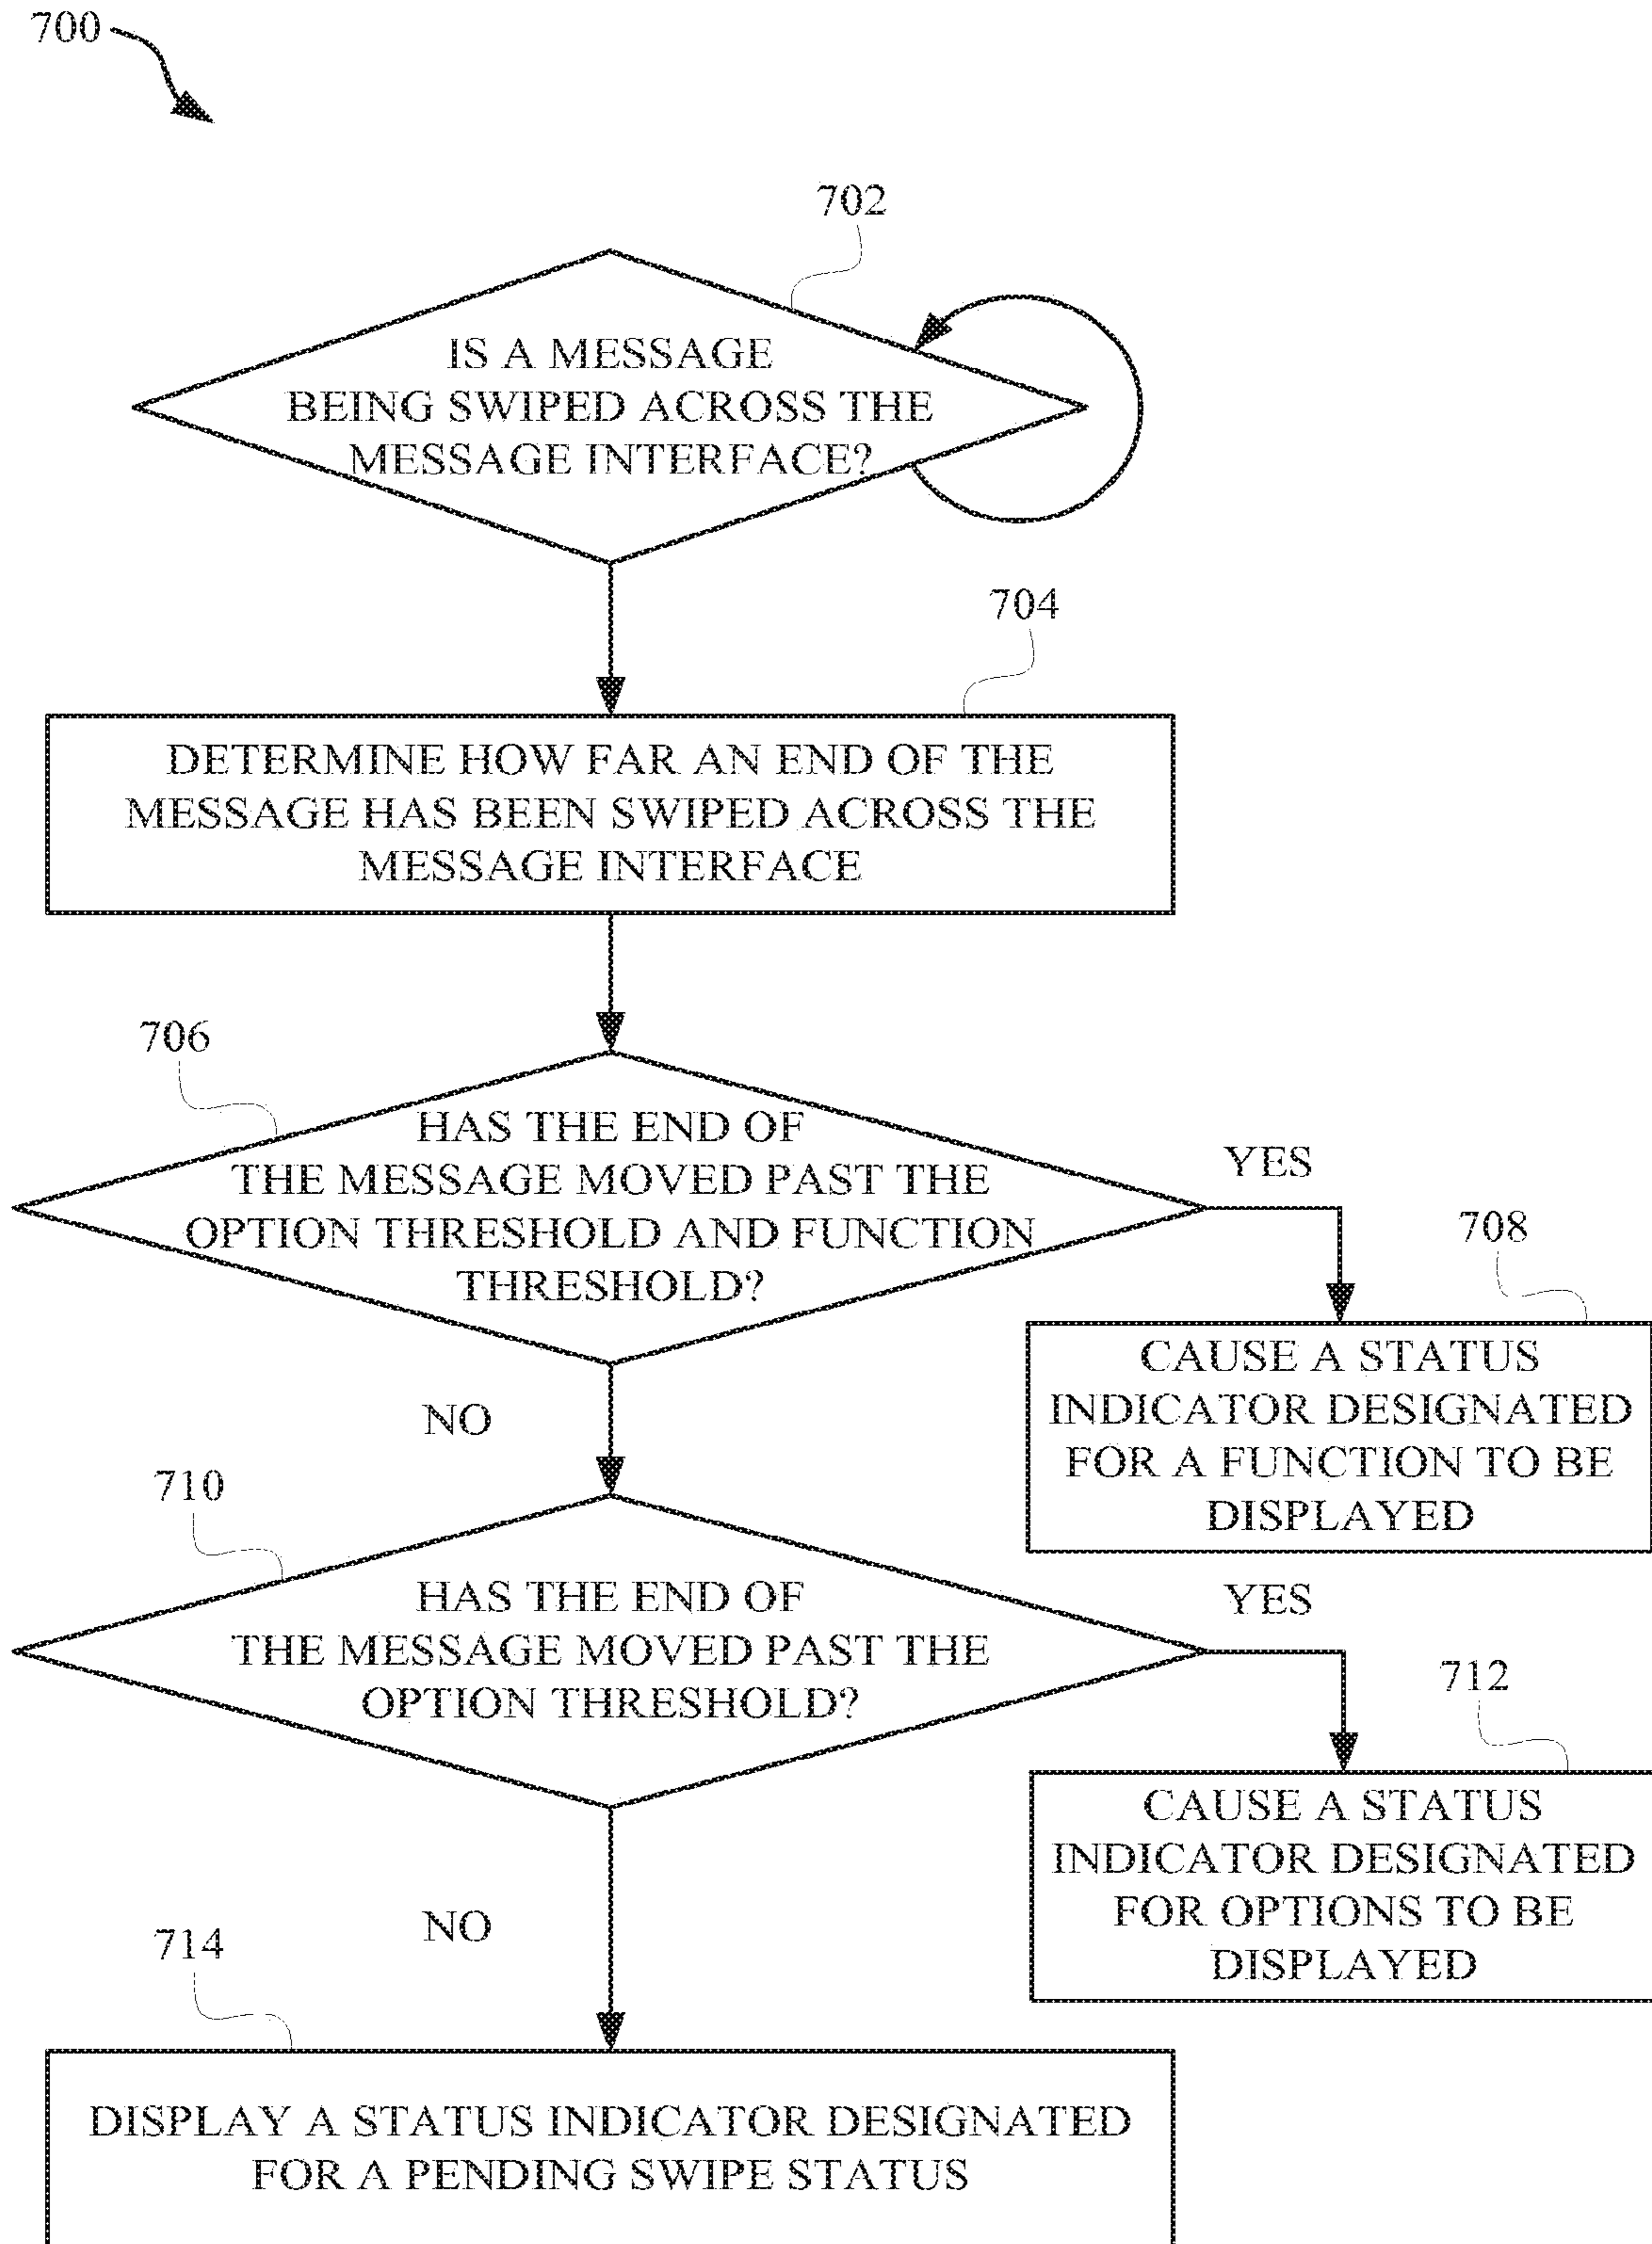 700
702
IS A MESSAGE
BEING SWIPED ACROSS THE
MESSAGE INTERFACE?
704
DETERMINE HOW FAR AN END OF THE
MESSAGE HAS BEEN SWIPED ACROSS THE
MESSAGE INTERFACE
706
HAS THE END OF
THE MESSAGE MOVED PAST THE
OPTION THRESHOLD AND FUNCTION
THRESHOLD?
YES
708
CAUSE A STATUS
INDICATOR DESIGNATED
FOR A FUNCTION TO BE
DISPLAYED
NO
710
HAS THE END OF
THE MESSAGE MOVED PAST THE
OPTION THRESHOLD?
YES
712
CAUSE A STATUS
INDICATOR DESIGNATED
FOR OPTIONS TO BE
DISPLAYED
NO
714
DISPLAY A STATUS INDICATOR DESIGNATED
FOR A PENDING SWIPE STATUS